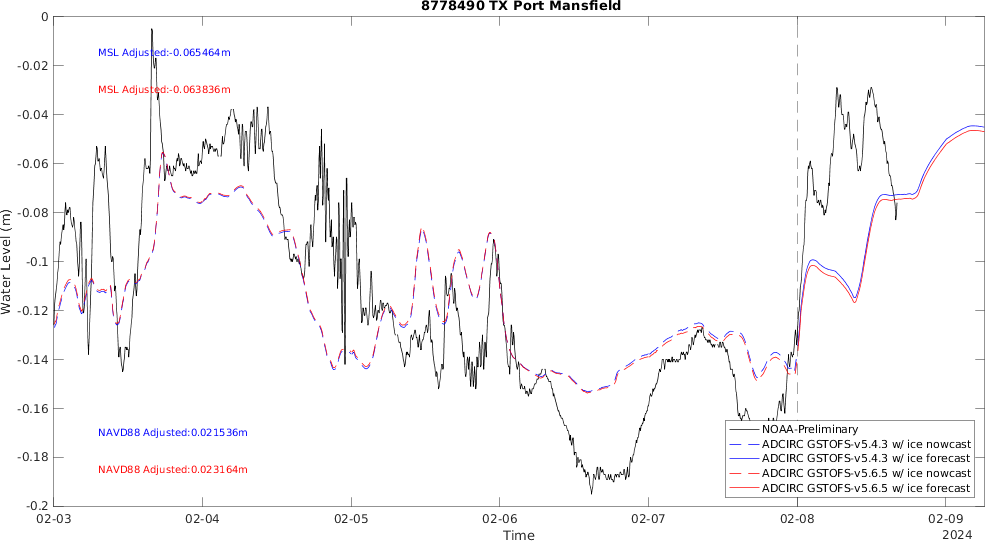 8778490 TX Port Mansfield
0
-0.02
-0.04
-0.06
-0.08
-0.1
-0.12
-0.14
-0.16
-0.18
-0.2
Water Level (m)
MSL Adjusted:-0.065464m
MSL Adjusted:-0.063836m
NAVD88 Adjusted:0.021536m
NAVD88 Adjusted:0.023164m
NOAA-Preliminary
ADCIRC GSTOFS-v5.4.3 w/ ice nowcast
ADCIRC GSTOFS-v5.4.3 w/ ice forecast
ADCIRC GSTOFS-v5.6.5 w/ ice nowcast
ADCIRC GSTOFS-v5.6.5 w/ ice forecast
02-03 02-04 02-05 02-06 02-07 02-08 02-09
Time
2024